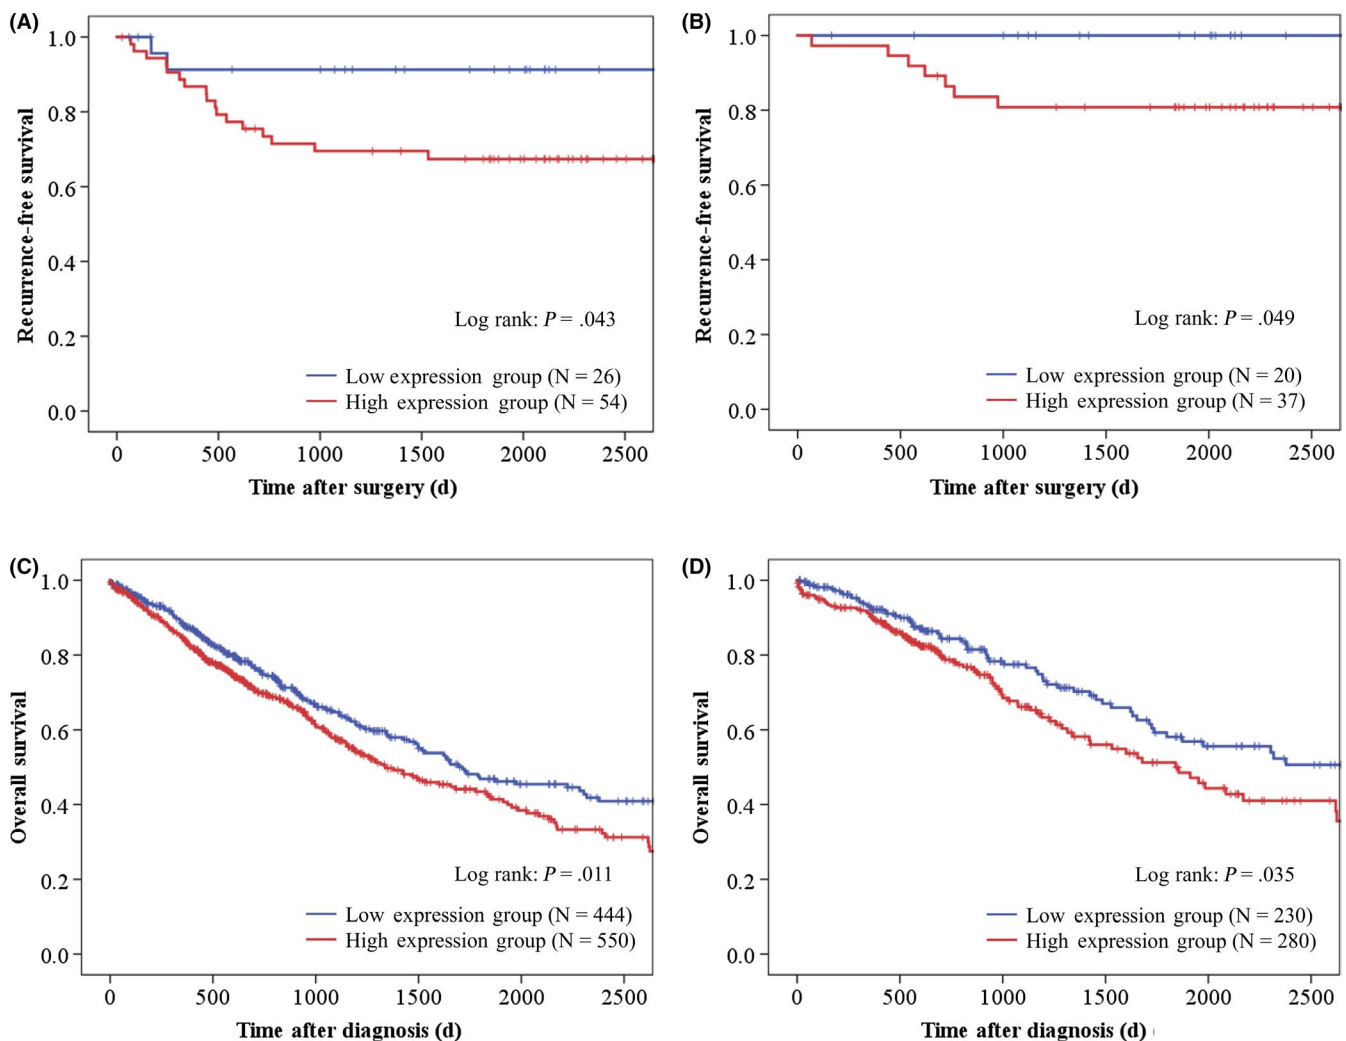 (A)
1.0
0.8
0.6
0.4
0.2
0.0
Recurrence-free survival
Log rank: P = .043
Low expression group (N = 26)
High expression group (N = 54)
0 500 1000 1500 2000 2500
Time after surgery (d)
(B)
1.0
0.8
0.6
0.4
0.2
0.0
Recurrence-free survival
Log rank: P = .049
Low expression group (N = 20)
High expression group (N = 37)
0 500 1000 1500 2000 2500
Time after surgery (d)
(C)
1.0
0.8
0.6
0.4
0.2
0.0
Overall survival
Log rank: P = .011
Low expression group (N = 444)
High expression group (N = 550)
0 500 1000 1500 2000 2500
Time after diagnosis (d)
(D)
1.0
0.8
0.6
0.4
0.2
0.0
Overall survival
Log rank: P = .035
Low expression group (N = 230)
High expression group (N = 280)
0 500 1000 1500 2000 2500
Time after diagnosis (d)